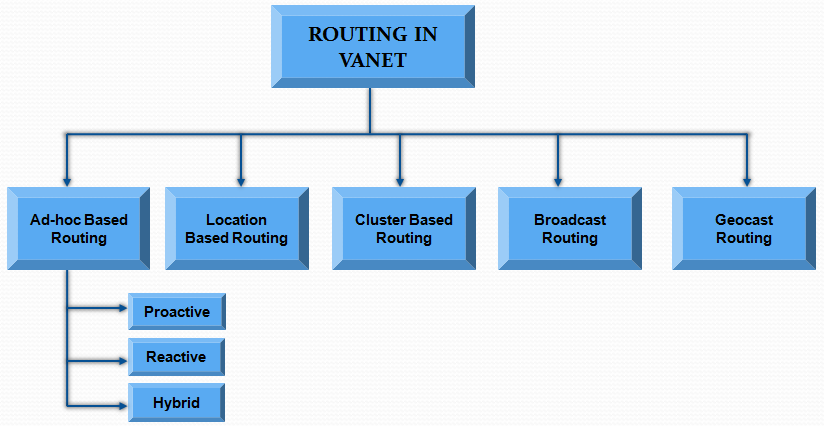 ROUTING IN
VANET
Ad-hoc Based
Routing
Location
Based Routing
Cluster Based
Routing
Broadcast
Routing
Geocast
Routing
Proactive
Reactive
Hybrid